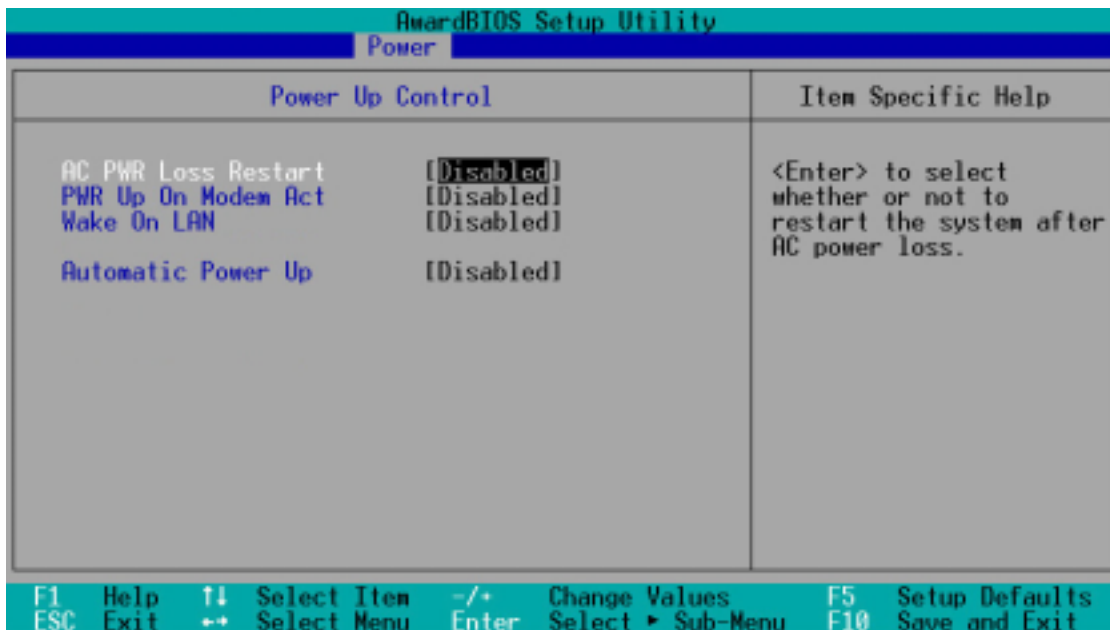 AwardBIOS Setup Utility
Power
Power Up Control
Item Specific Help
AC PWR Loss Restart [Disabled]
PWR Up On Modem Act [Disabled]
Wake On LAN [Disabled]
Automatic Power Up [Disabled]
<Enter> to select
whether or not to
restart the system after
AC power loss.
F1 Help ↑↓ Select Item -/+ Change Values F5 Setup Defaults
ESC Exit ←→ Select Menu Enter Select ► Sub-Menu F10 Save and Exit